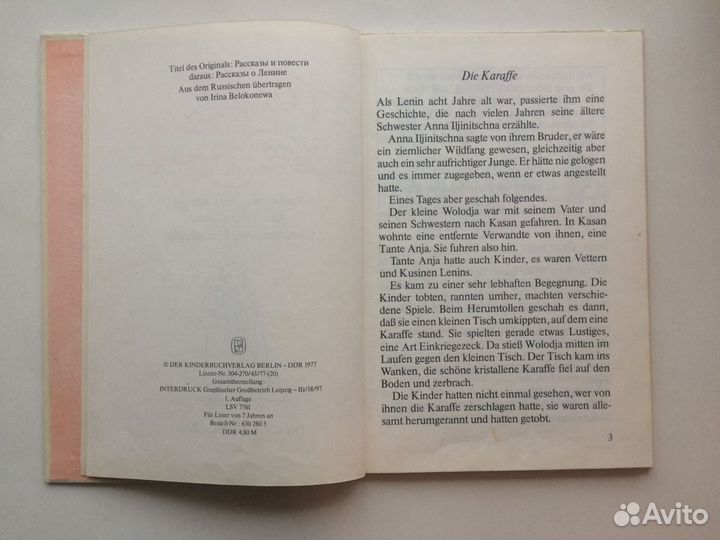 Titel des Originals: Рассказы и повести
daraus: Рассказы о Ленине
Aus dem Russischen übertragen
von Irina Belokonewa
© DER KINDERBUCHVERLAG BERLIN – DDR 1977
Lizenz-Nr. 304-270/43/77-(20)
Gesamtherstellung:
INTERDRUCK Graphischer Großbetrieb Leipzig – III/18/97
1. Auflage
LSV 7761
Für Leser von 7 Jahren an
Bestell-Nr. 630 280 5
DDR 4,80 M
Die Karaffe
Als Lenin acht Jahre alt war, passierte ihm eine
Geschichte, die nach vielen Jahren seine ältere
Schwester Anna Iljinitschna erzählte.
Anna Iljinitschna sagte von ihrem Bruder, er wäre
ein ziemlicher Wildfang gewesen, gleichzeitig aber
auch ein sehr aufrichtiger Junge. Er hätte nie gelogen
und es immer zugegeben, wenn er etwas angestellt
hatte.
Eines Tages aber geschah folgendes.
Der kleine Wolodja war mit seinem Vater und
seinen Schwestern nach Kasan gefahren. In Kasan
wohnte eine entfernte Verwandte von ihnen, eine
Tante Anja. Sie fuhren also hin.
Tante Anja hatte auch Kinder, es waren Vettern
und Kusinen Lenins.
Es kam zu einer sehr lebhaften Begegnung. Die
Kinder tobten, rannten umher, machten verschie-
dene Spiele. Beim Herumtollen geschah es dann,
daß sie einen kleinen Tisch umkippten, auf dem eine
Karaffe stand. Sie spielten gerade etwas Lustiges,
eine Art Einkriegezeck. Da stieß Wolodja mitten im
Laufen gegen den kleinen Tisch. Der Tisch kam ins
Wanken, die schöne kristallene Karaffe fiel auf den
Boden und zerbrach.
Die Kinder hatten nicht einmal gesehen, wer von
ihnen die Karaffe zerschlagen hatte, sie waren alle-
samt herumgerannt und hatten getobt.
3
Avito